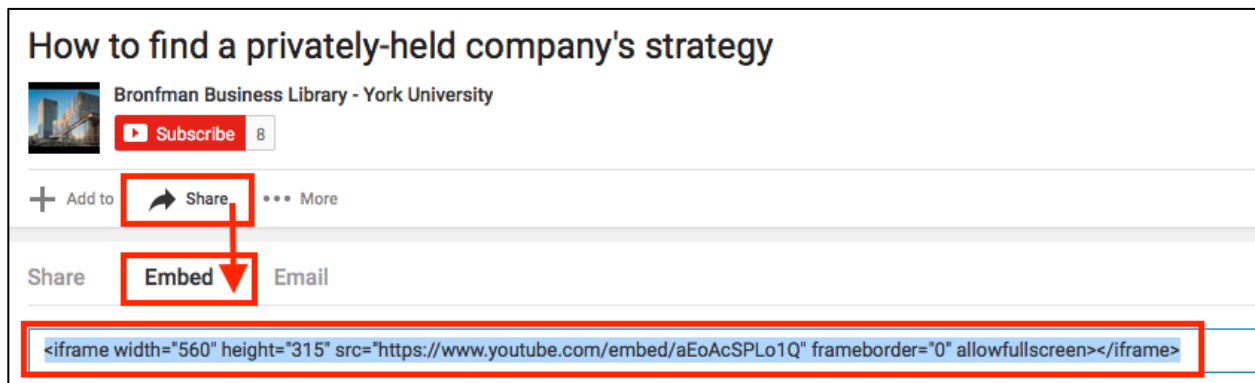 How to find a privately-held company's strategy
Bronfman Business Library - York University
Subscribe 8
Add to Share More
Share Embed Email
<iframe width="560" height="315" src="https://www.youtube.com/embed/aEoAcSPLo1Q" frameborder="0" allowfullscreen></iframe>